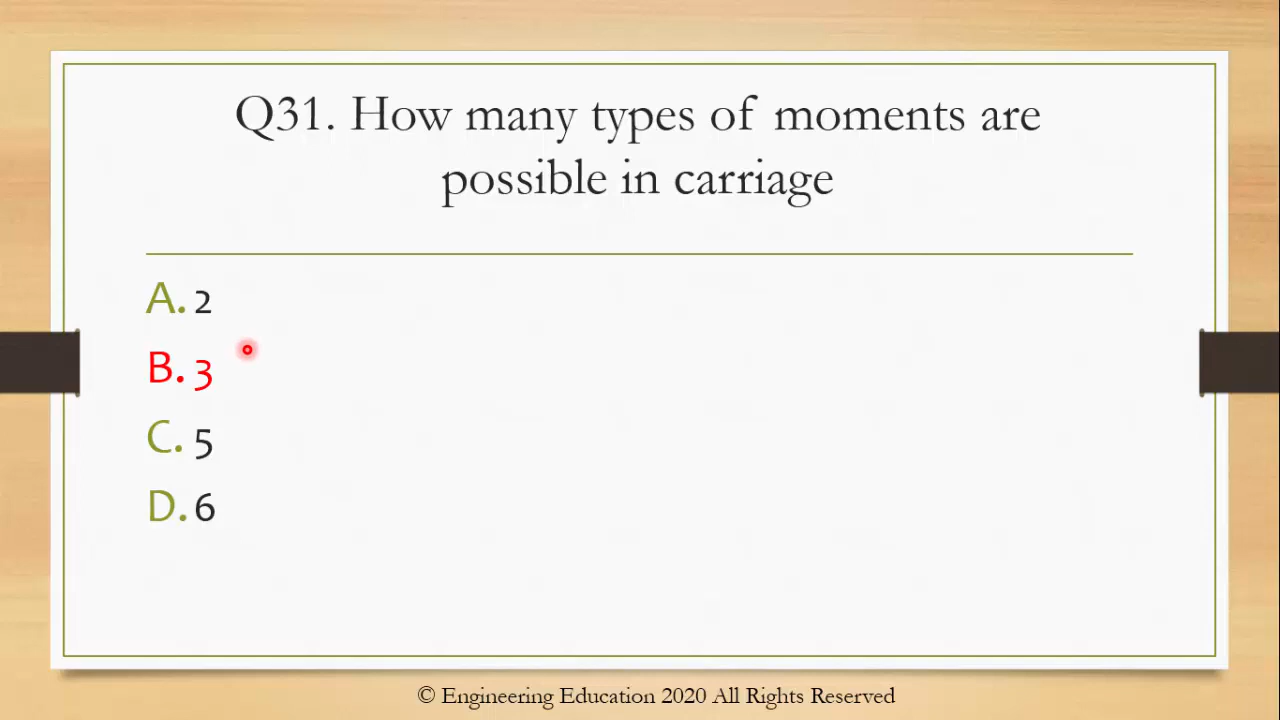 Q31. How many types of moments are
possible in carriage
A. 2
B. 3
C. 5
D. 6
© Engineering Education 2020 All Rights Reserved